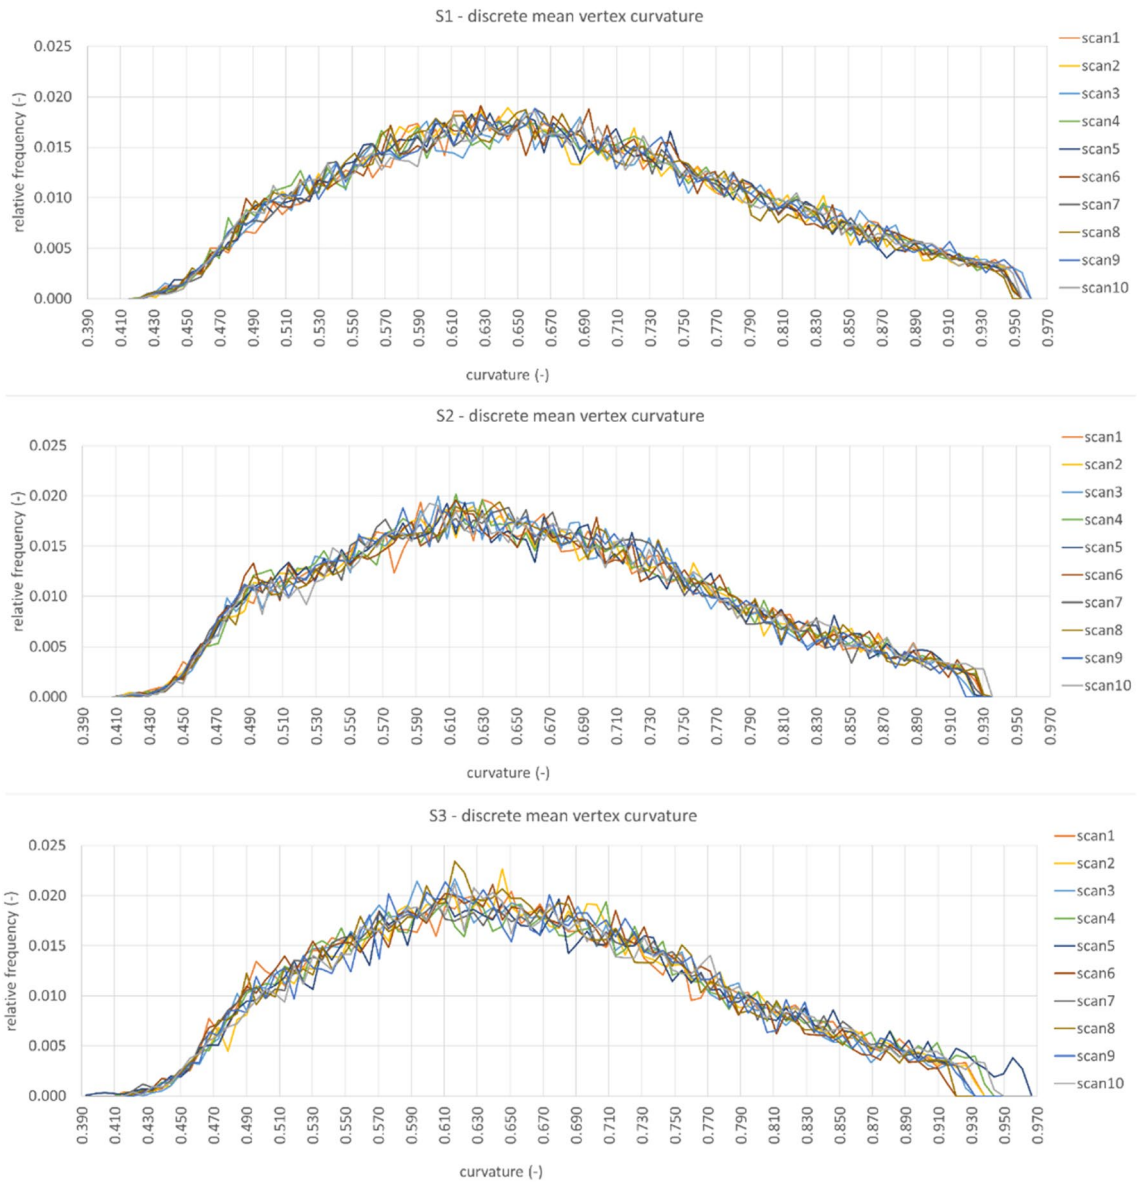 S1 - discrete mean vertex curvature
0.025
0.020
0.015
0.010
0.005
0.000
relative frequency (-)
0.390 0.410 0.430 0.450 0.470 0.490 0.510 0.530 0.550 0.570 0.590 0.610 0.630 0.650 0.670 0.690 0.710 0.730 0.750 0.770 0.790 0.810 0.830 0.850 0.870 0.890 0.910 0.930 0.950 0.970
curvature (-)
scan1
scan2
scan3
scan4
scan5
scan6
scan7
scan8
scan9
scan10
S2 - discrete mean vertex curvature
0.025
0.020
0.015
0.010
0.005
0.000
relative frequency (-)
0.390 0.410 0.430 0.450 0.470 0.490 0.510 0.530 0.550 0.570 0.590 0.610 0.630 0.650 0.670 0.690 0.710 0.730 0.750 0.770 0.790 0.810 0.830 0.850 0.870 0.890 0.910 0.930 0.950 0.970
curvature (-)
scan1
scan2
scan3
scan4
scan5
scan6
scan7
scan8
scan9
scan10
S3 - discrete mean vertex curvature
0.025
0.020
0.015
0.010
0.005
0.000
relative frequency (-)
0.390 0.410 0.430 0.450 0.470 0.490 0.510 0.530 0.550 0.570 0.590 0.610 0.630 0.650 0.670 0.690 0.710 0.730 0.750 0.770 0.790 0.810 0.830 0.850 0.870 0.890 0.910 0.930 0.950 0.970
curvature (-)
scan1
scan2
scan3
scan4
scan5
scan6
scan7
scan8
scan9
scan10